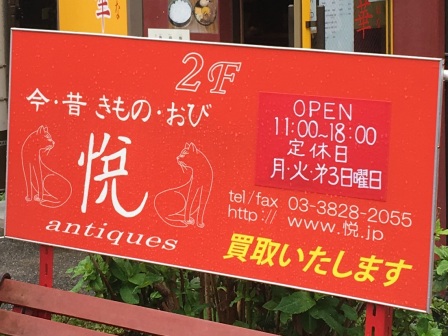 2F
今・昔 きもの・おび
悦
antiques
OPEN
11:00~18:00
定休日
月・火・才3日曜日
tel/fax 03-3828-2055
http:// www.悦.jp
買取いたします